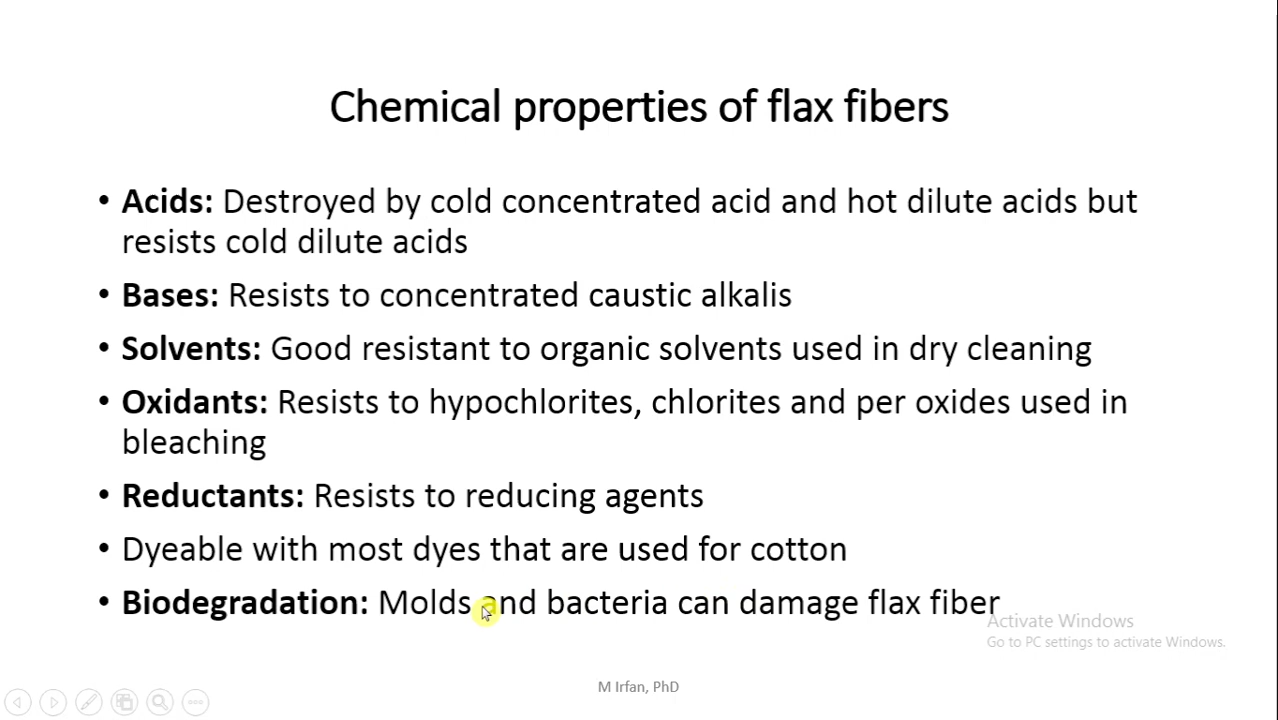 Chemical properties of flax fibers
• Acids: Destroyed by cold concentrated acid and hot dilute acids but
resists cold dilute acids
• Bases: Resists to concentrated caustic alkalis
• Solvents: Good resistant to organic solvents used in dry cleaning
• Oxidants: Resists to hypochlorites, chlorites and per oxides used in
bleaching
• Reductants: Resists to reducing agents
• Dyeable with most dyes that are used for cotton
• Biodegradation: Molds and bacteria can damage flax fiber
Activate Windows
Go to PC settings to activate Windows.
M Irfan, PhD